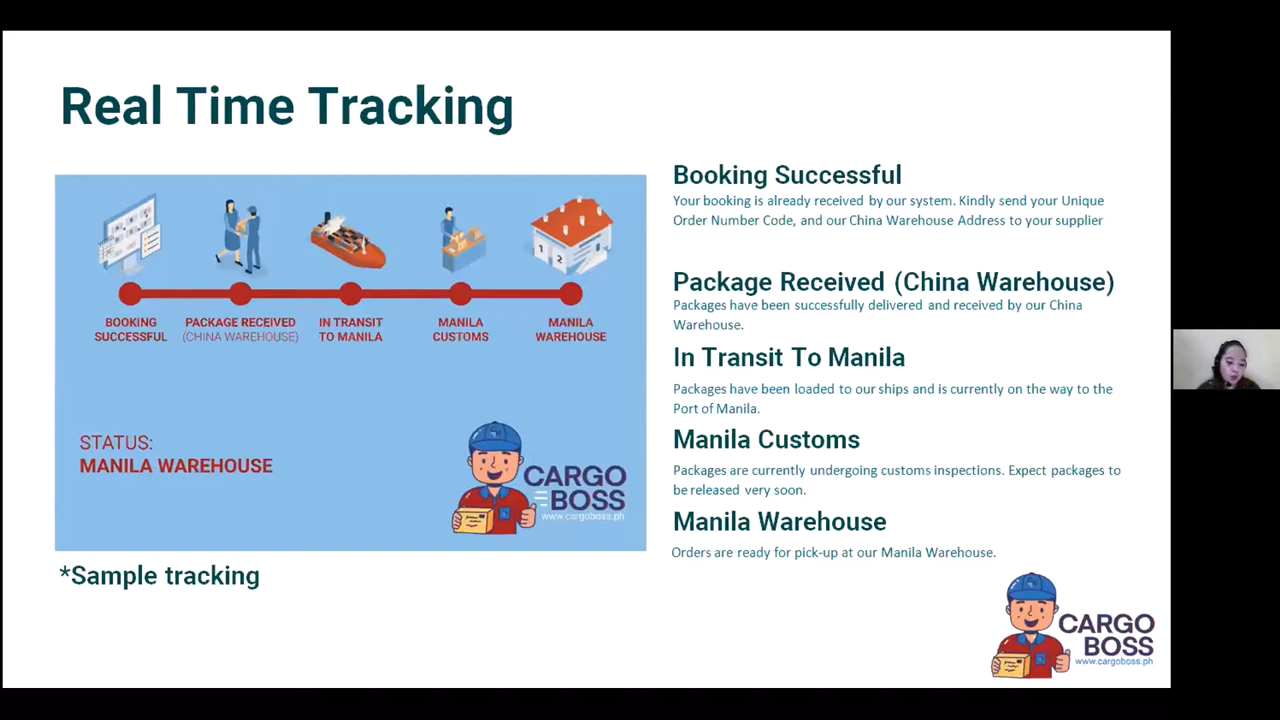 Real Time Tracking
BOOKING
SUCCESSFUL
PACKAGE RECEIVED
(CHINA WAREHOUSE)
IN TRANSIT
TO MANILA
MANILA
CUSTOMS
MANILA
WAREHOUSE
1 2
STATUS:
MANILA WAREHOUSE
CARGO
BOSS
www.cargoboss.ph
*Sample tracking
Booking Successful
Your booking is already received by our system. Kindly send your Unique
Order Number Code, and our China Warehouse Address to your supplier
Package Received (China Warehouse)
Packages have been successfully delivered and received by our China
Warehouse.
In Transit To Manila
Packages have been loaded to our ships and is currently on the way to the
Port of Manila.
Manila Customs
Packages are currently undergoing customs inspections. Expect packages to
be released very soon.
Manila Warehouse
Orders are ready for pick-up at our Manila Warehouse.
CARGO
BOSS
www.cargoboss.ph